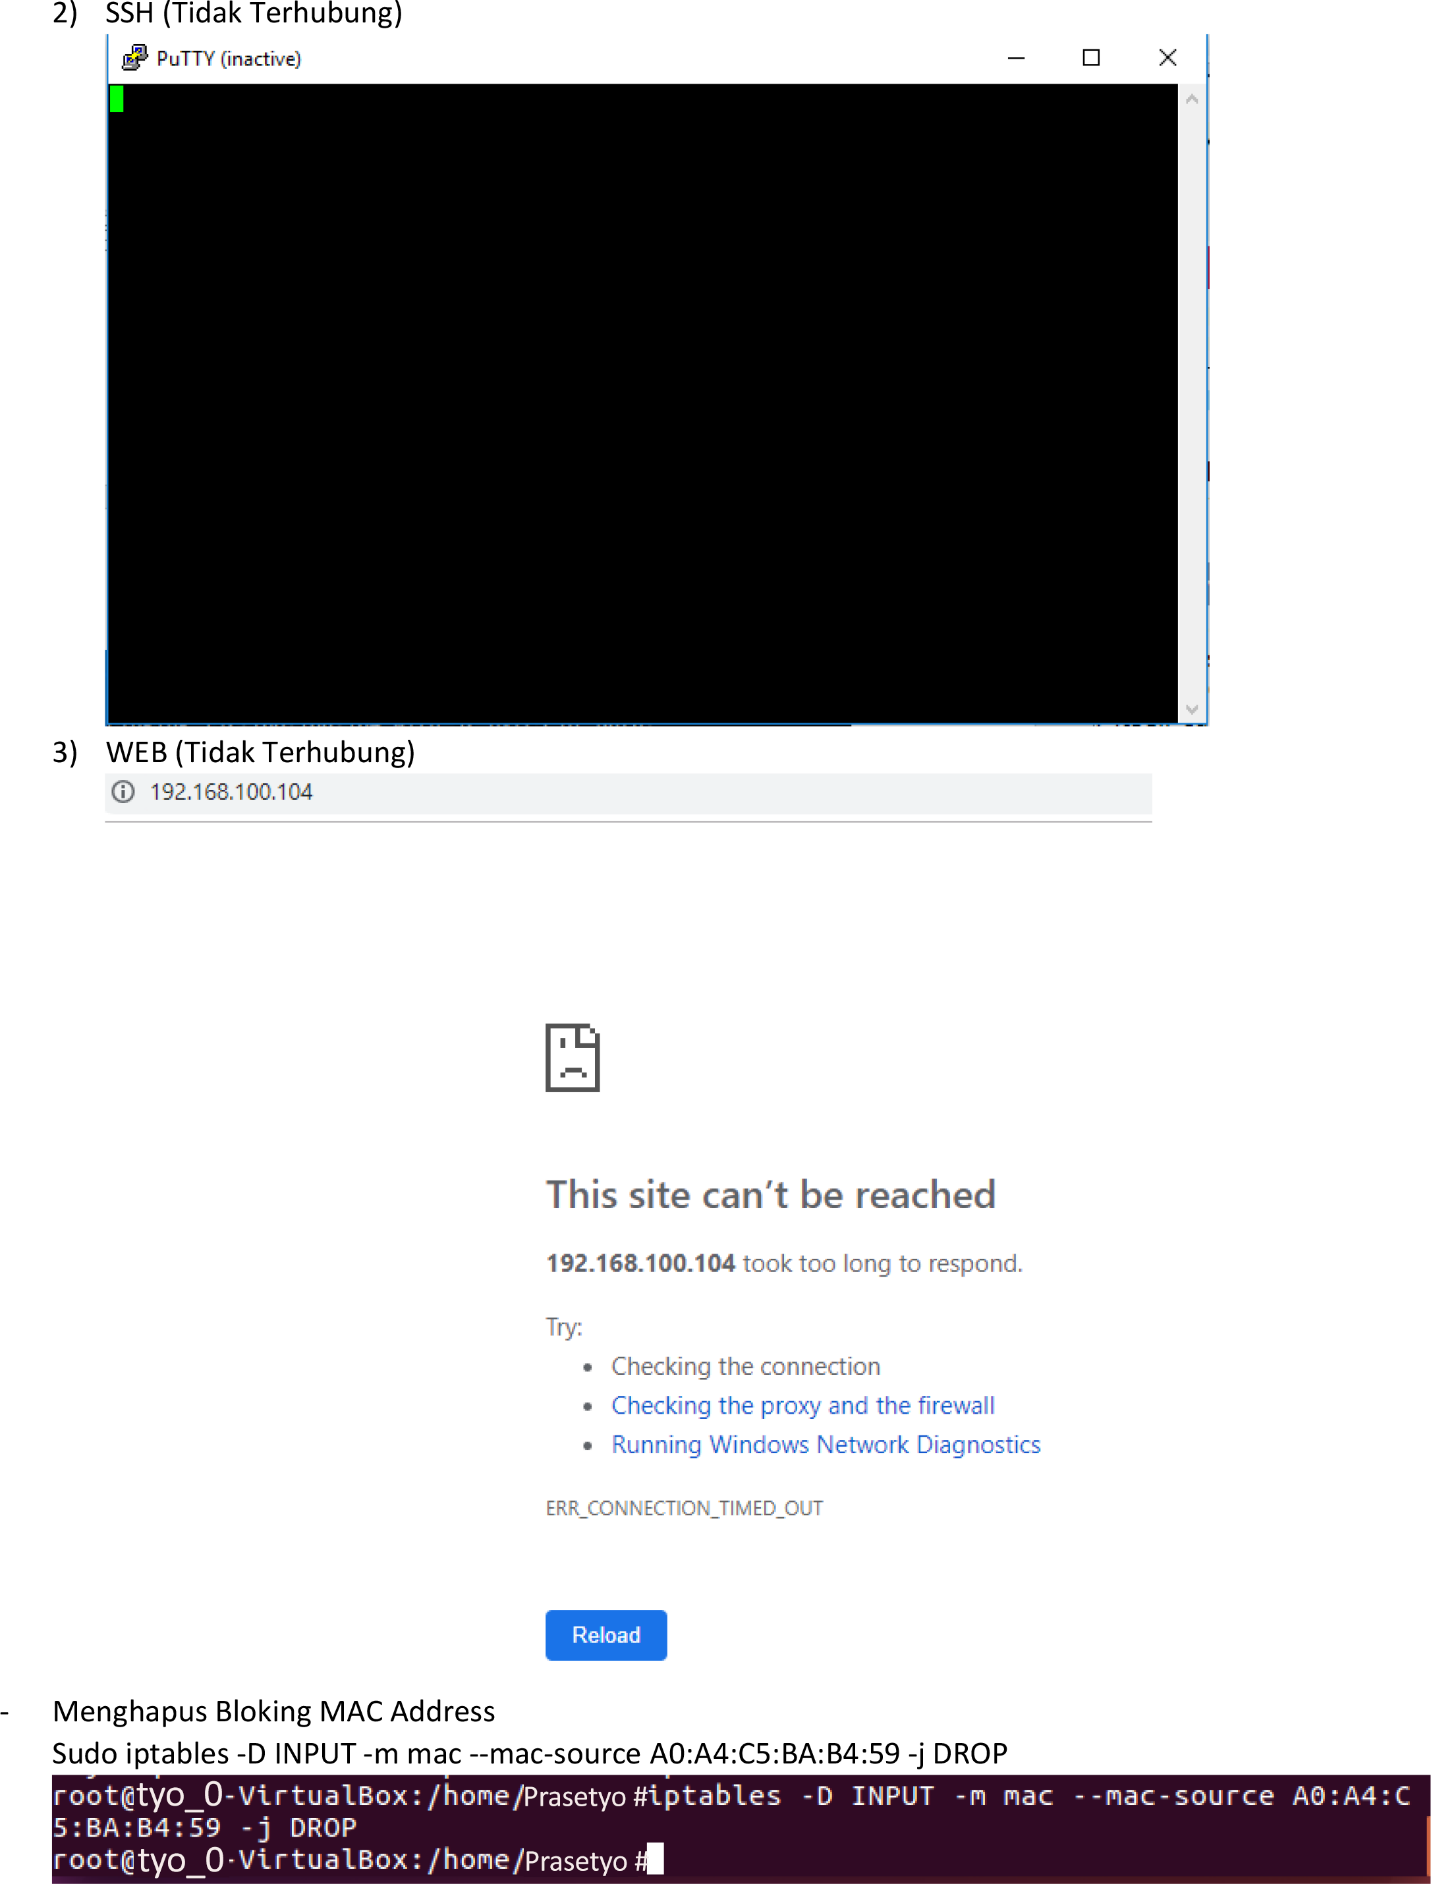 2) SSH (Tidak Terhubung)
PuTTY (inactive)
3) WEB (Tidak Terhubung)
192.168.100.104
This site can't be reached
192.168.100.104 took too long to respond.
Try:
• Checking the connection
• Checking the proxy and the firewall
• Running Windows Network Diagnostics
ERR_CONNECTION_TIMED_OUT
Reload
- Menghapus Bloking MAC Address
Sudo iptables -D INPUT -m mac --mac-source A0:A4:C5:BA:B4:59 -j DROP
root@tyo_0-VirtualBox:/home/Prasetyo #iptables -D INPUT -m mac --mac-source A0:A4:C
5:BA:B4:59 -j DROP
root@tyo_0-VirtualBox:/home/Prasetyo #